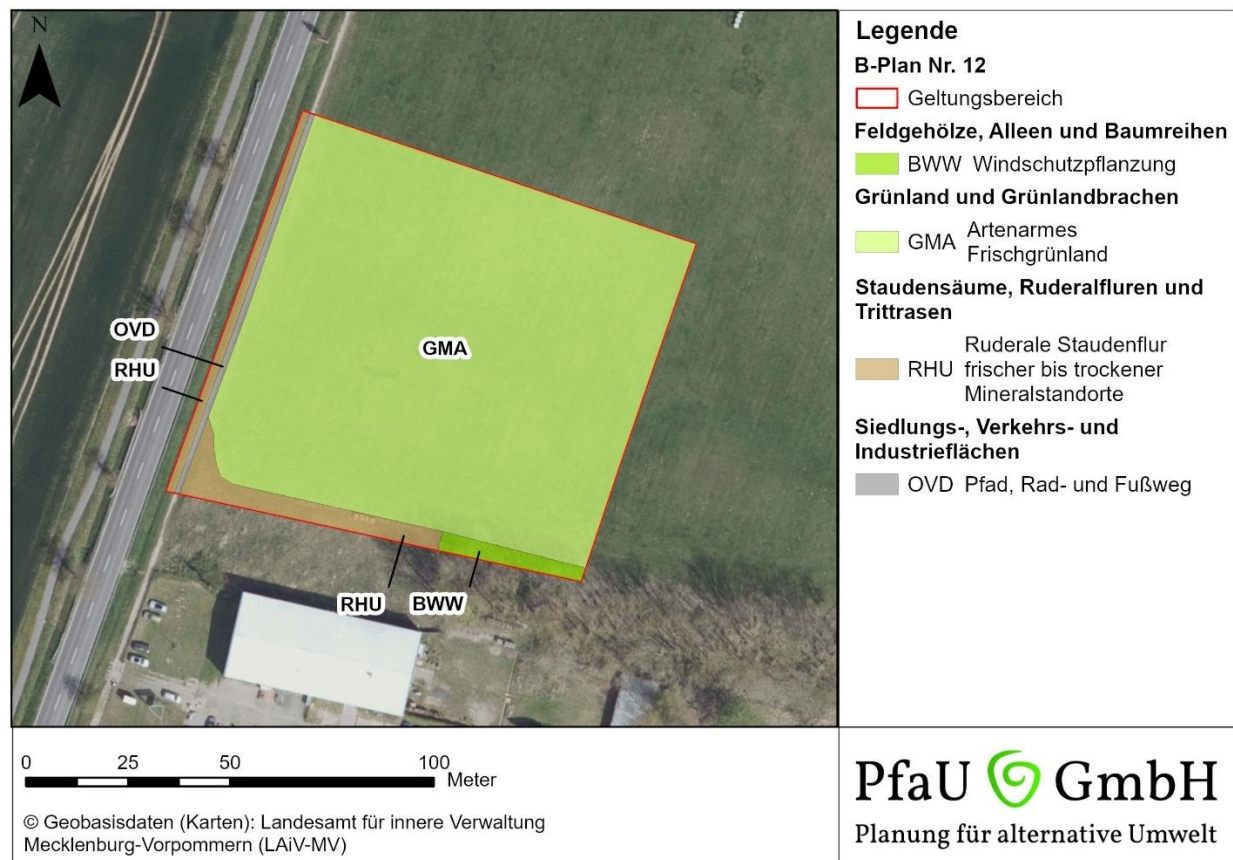 N
OVD
RHU
GMA
RHU
BWW
Legende
B-Plan Nr. 12
Geltungsbereich
Feldgehölze, Alleen und Baumreihen
BWW Windschutzpflanzung
Grünland und Grünlandbrachen
GMA Artenarmes
Frischgrünland
Staudensäume, Ruderalfluren und
Trittrasen
RHU Ruderale Staudenflur
frischer bis trockener
Mineralstandorte
Siedlungs-, Verkehrs- und
Industrieflächen
OVD Pfad, Rad- und Fußweg
0 25 50 100
Meter
© Geobasisdaten (Karten): Landesamt für innere Verwaltung
Mecklenburg-Vorpommern (LAiV-MV)
PfaU GmbH
Planung für alternative Umwelt